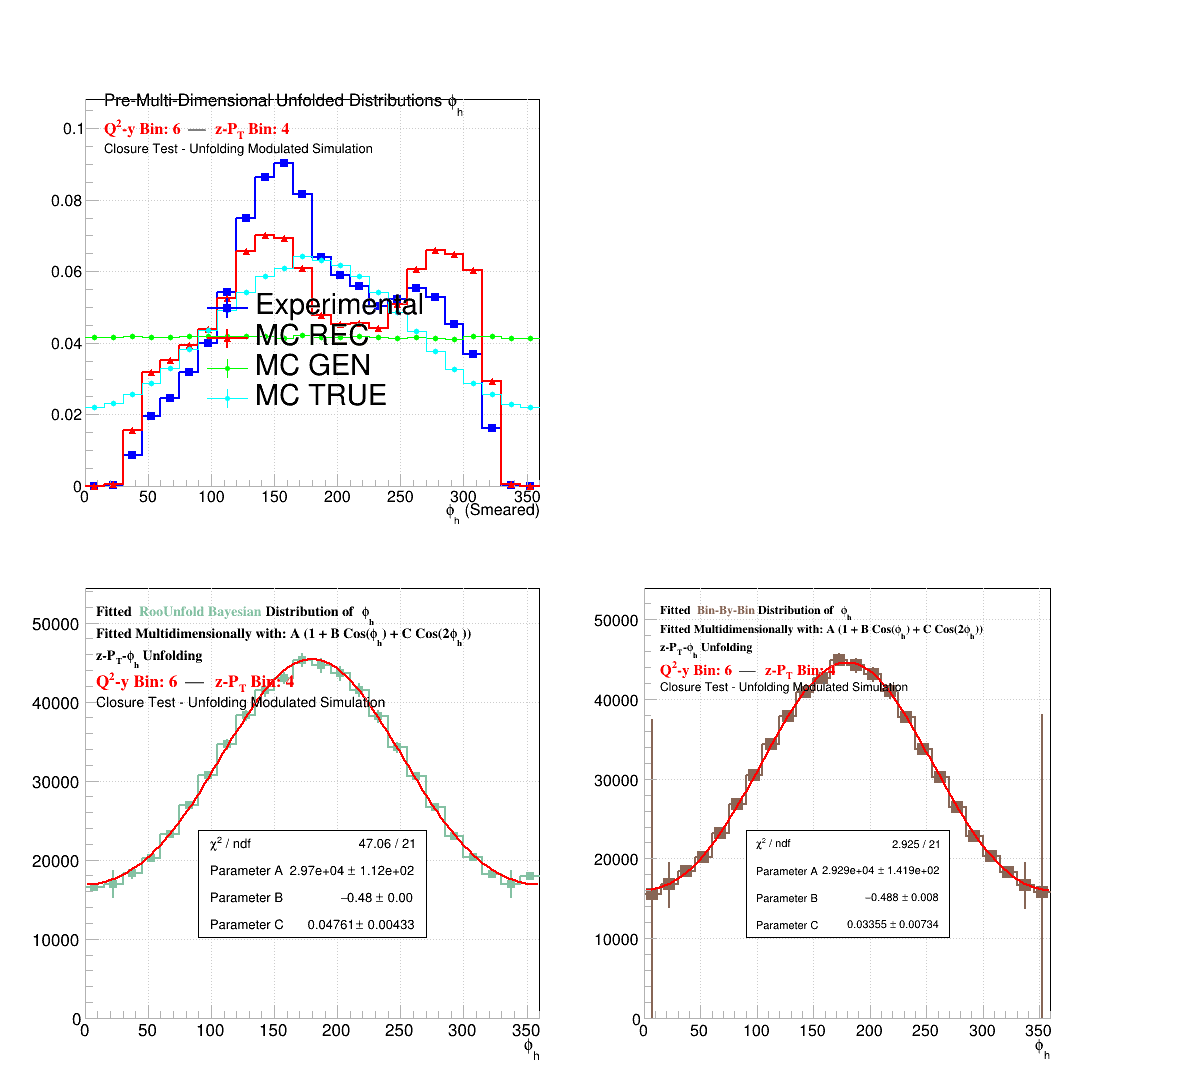 Pre-Multi-Dimensional Unfolded Distributions ϕh
Q²-y Bin: 6 — z-PT Bin: 4
Closure Test - Unfolding Modulated Simulation
0.1
0.08
0.06
0.04
0.02
0
Experimental
MC REC
MC GEN
MC TRUE
0 50 100 150 200 250 300 350
ϕh (Smeared)
Fitted RooUnfold Bayesian Distribution of ϕh
Fitted Multidimensionally with: A (1 + B Cos(ϕh) + C Cos(2ϕh))
z-PT-ϕh Unfolding
Q²-y Bin: 6 — z-PT Bin: 4
Closure Test - Unfolding Modulated Simulation
50000
40000
30000
20000
10000
0
χ² / ndf 47.06 / 21
Parameter A 2.97e+04 ± 1.12e+02
Parameter B −0.48 ± 0.00
Parameter C 0.04761 ± 0.00433
0 50 100 150 200 250 300 350
ϕh
Fitted Bin-By-Bin Distribution of ϕh
Fitted Multidimensionally with: A (1 + B Cos(ϕh) + C Cos(2ϕh))
z-PT-ϕh Unfolding
Q²-y Bin: 6 — z-PT Bin: 4
Closure Test - Unfolding Modulated Simulation
50000
40000
30000
20000
10000
0
χ² / ndf 2.925 / 21
Parameter A 2.929e+04 ± 1.419e+02
Parameter B −0.488 ± 0.008
Parameter C 0.03355 ± 0.00734
0 50 100 150 200 250 300 350
ϕh